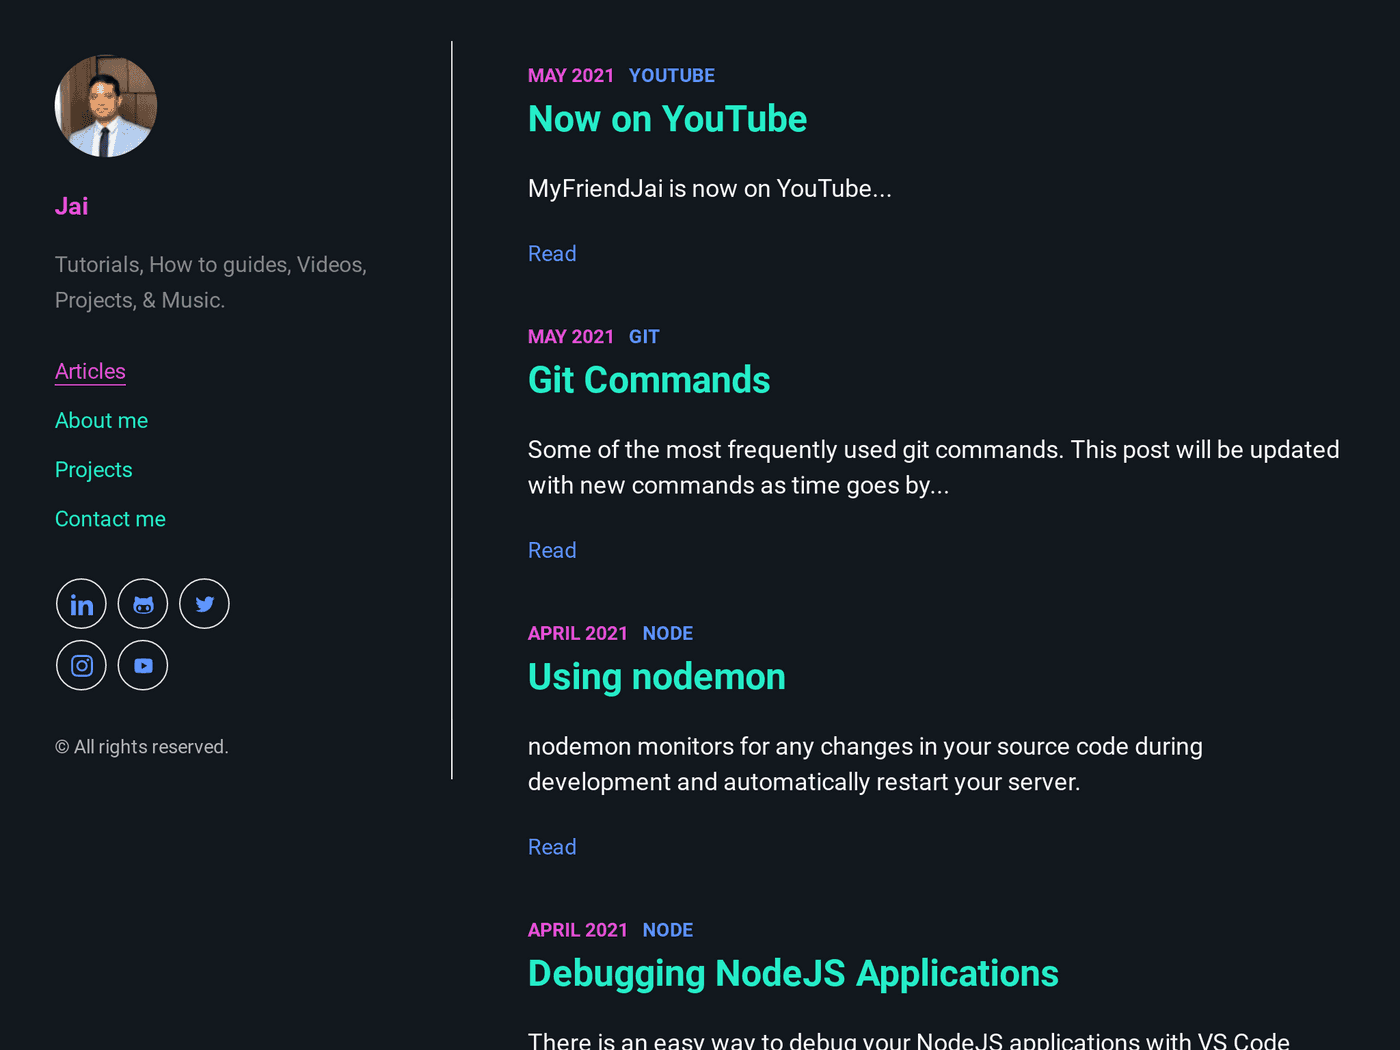 Jai
Tutorials, How to guides, Videos,
Projects, & Music.
Articles
About me
Projects
Contact me
© All rights reserved.
MAY 2021 YOUTUBE
Now on YouTube
MyFriendJai is now on YouTube...
Read
MAY 2021 GIT
Git Commands
Some of the most frequently used git commands. This post will be updated
with new commands as time goes by...
Read
APRIL 2021 NODE
Using nodemon
nodemon monitors for any changes in your source code during
development and automatically restart your server.
Read
APRIL 2021 NODE
Debugging NodeJS Applications
There is an easy way to debug your NodeJS applications with VS Code